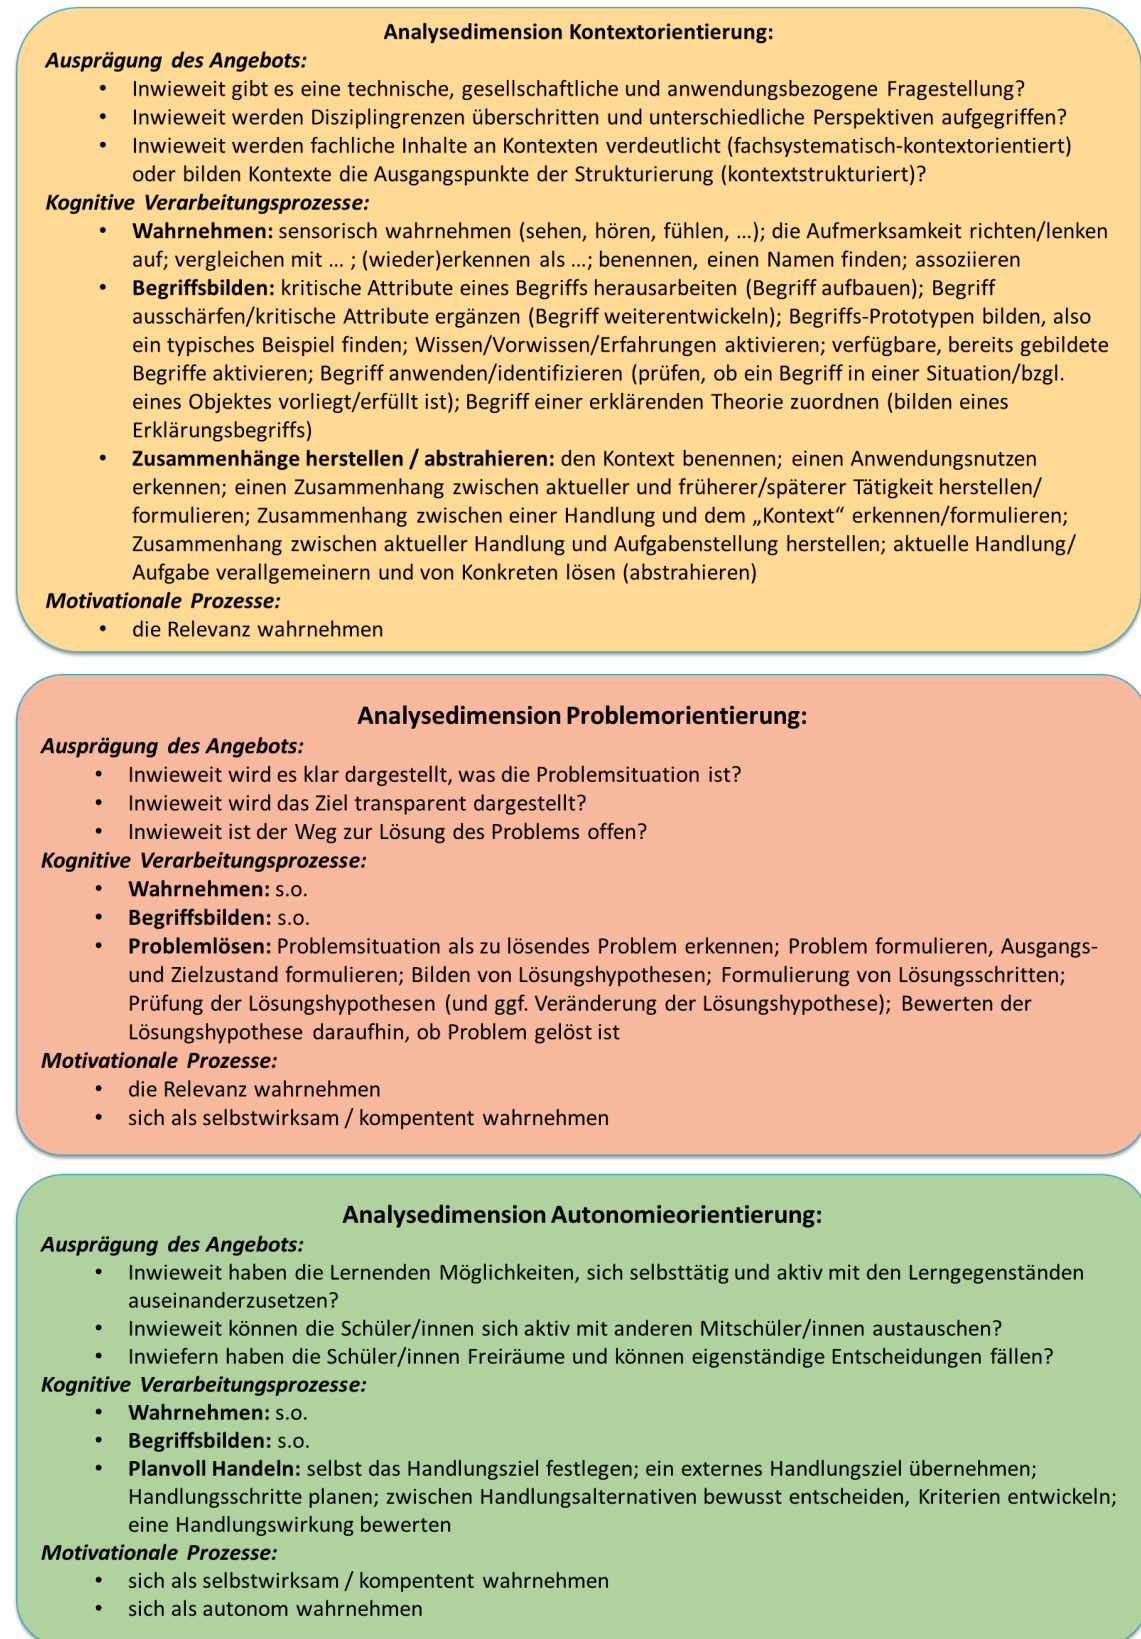 Analysedimension Kontextorientierung:
Ausprägung des Angebots:
• Inwieweit gibt es eine technische, gesellschaftliche und anwendungsbezogene Fragestellung?
• Inwieweit werden Disziplingrenzen überschritten und unterschiedliche Perspektiven aufgegriffen?
• Inwieweit werden fachliche Inhalte an Kontexten verdeutlicht (fachsystematisch-kontextorientiert)
oder bilden Kontexte die Ausgangspunkte der Strukturierung (kontextstrukturiert)?
Kognitive Verarbeitungsprozesse:
• Wahrnehmen: sensorisch wahrnehmen (sehen, hören, fühlen, …); die Aufmerksamkeit richten/lenken
auf; vergleichen mit … ; (wieder)erkennen als …; benennen, einen Namen finden; assoziieren
• Begriffsbilden: kritische Attribute eines Begriffs herausarbeiten (Begriff aufbauen); Begriff
ausschärfen/kritische Attribute ergänzen (Begriff weiterentwickeln); Begriffs-Prototypen bilden, also
ein typisches Beispiel finden; Wissen/Vorwissen/Erfahrungen aktivieren; verfügbare, bereits gebildete
Begriffe aktivieren; Begriff anwenden/identifizieren (prüfen, ob ein Begriff in einer Situation/bzgl.
eines Objektes vorliegt/erfüllt ist); Begriff einer erklärenden Theorie zuordnen (bilden eines
Erklärungsbegriffs)
• Zusammenhänge herstellen / abstrahieren: den Kontext benennen; einen Anwendungsnutzen
erkennen; einen Zusammenhang zwischen aktueller und früherer/späterer Tätigkeit herstellen/
formulieren; Zusammenhang zwischen einer Handlung und dem „Kontext“ erkennen/formulieren;
Zusammenhang zwischen aktueller Handlung und Aufgabenstellung herstellen; aktuelle Handlung/
Aufgabe verallgemeinern und von Konkreten lösen (abstrahieren)
Motivationale Prozesse:
• die Relevanz wahrnehmen
Analysedimension Problemorientierung:
Ausprägung des Angebots:
• Inwieweit wird es klar dargestellt, was die Problemsituation ist?
• Inwieweit wird das Ziel transparent dargestellt?
• Inwieweit ist der Weg zur Lösung des Problems offen?
Kognitive Verarbeitungsprozesse:
• Wahrnehmen: s.o.
• Begriffsbilden: s.o.
• Problemlösen: Problemsituation als zu lösendes Problem erkennen; Problem formulieren, Ausgangs-
und Zielzustand formulieren; Bilden von Lösungshypothesen; Formulierung von Lösungsschritten;
Prüfung der Lösungshypothesen (und ggf. Veränderung der Lösungshypothese); Bewerten der
Lösungshypothese daraufhin, ob Problem gelöst ist
Motivationale Prozesse:
• die Relevanz wahrnehmen
• sich als selbstwirksam / kompetent wahrnehmen
Analysedimension Autonomieorientierung:
Ausprägung des Angebots:
• Inwieweit haben die Lernenden Möglichkeiten, sich selbsttätig und aktiv mit den Lerngegenständen
auseinanderzusetzen?
• Inwieweit können die Schüler/innen sich aktiv mit anderen Mitschüler/innen austauschen?
• Inwiefern haben die Schüler/innen Freiräume und können eigenständige Entscheidungen fällen?
Kognitive Verarbeitungsprozesse:
• Wahrnehmen: s.o.
• Begriffsbilden: s.o.
• Planvoll Handeln: selbst das Handlungsziel festlegen; ein externes Handlungsziel übernehmen;
Handlungsschritte planen; zwischen Handlungsalternativen bewusst entscheiden, Kriterien entwickeln;
eine Handlungswirkung bewerten
Motivationale Prozesse:
• sich als selbstwirksam / kompetent wahrnehmen
• sich als autonom wahrnehmen